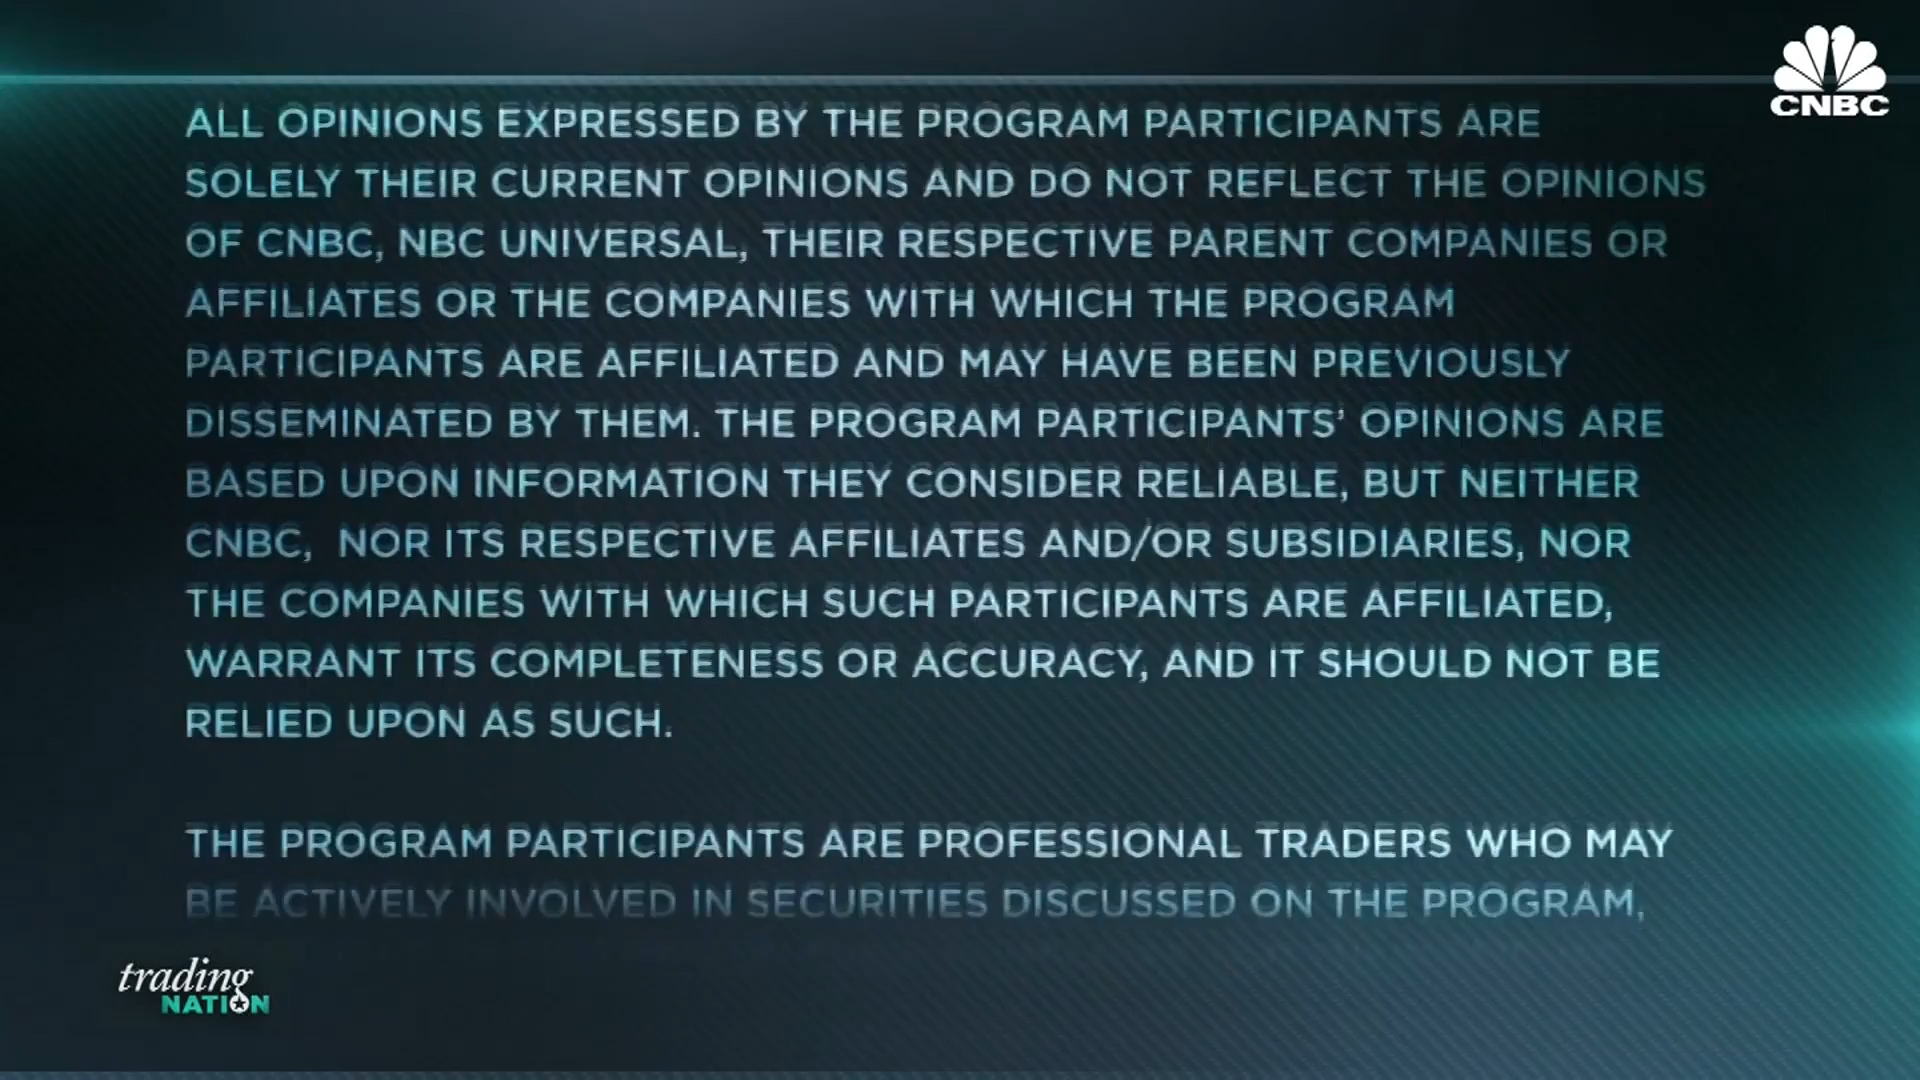 CNBC
ALL OPINIONS EXPRESSED BY THE PROGRAM PARTICIPANTS ARE
SOLELY THEIR CURRENT OPINIONS AND DO NOT REFLECT THE OPINIONS
OF CNBC, NBC UNIVERSAL, THEIR RESPECTIVE PARENT COMPANIES OR
AFFILIATES OR THE COMPANIES WITH WHICH THE PROGRAM
PARTICIPANTS ARE AFFILIATED AND MAY HAVE BEEN PREVIOUSLY
DISSEMINATED BY THEM. THE PROGRAM PARTICIPANTS’ OPINIONS ARE
BASED UPON INFORMATION THEY CONSIDER RELIABLE, BUT NEITHER
CNBC, NOR ITS RESPECTIVE AFFILIATES AND/OR SUBSIDIARIES, NOR
THE COMPANIES WITH WHICH SUCH PARTICIPANTS ARE AFFILIATED,
WARRANT ITS COMPLETENESS OR ACCURACY, AND IT SHOULD NOT BE
RELIED UPON AS SUCH.
THE PROGRAM PARTICIPANTS ARE PROFESSIONAL TRADERS WHO MAY
BE ACTIVELY INVOLVED IN SECURITIES DISCUSSED ON THE PROGRAM,
trading
NATION